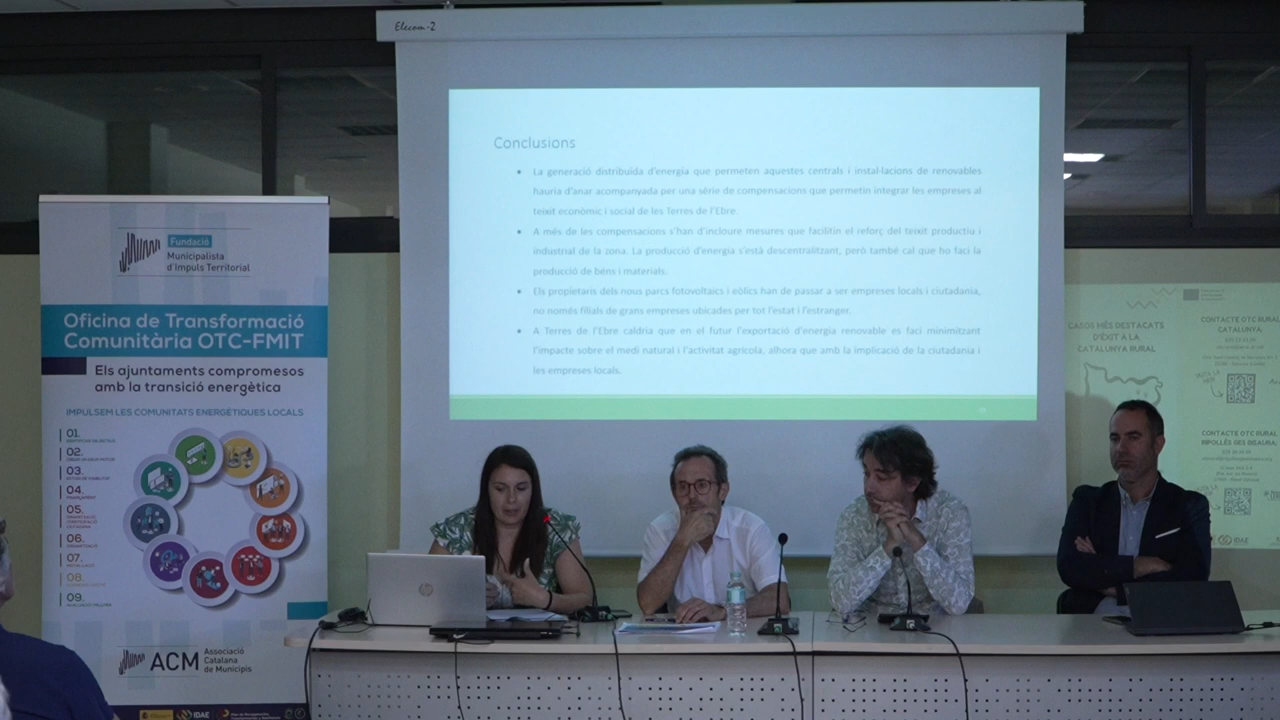 Elecom-2
Conclusions
• La generació distribuïda d'energia que permeten aquestes centrals i instal·lacions de renovables
hauria d'anar acompanyada per una sèrie de compensacions que permetin integrar les empreses al
teixit econòmic i social de les Terres de l'Ebre.
• A més de les compensacions s'han d'incloure mesures que facilitin el reforç del teixit productiu i
industrial de la zona. La producció d'energia s'està descentralitzant, però també cal que ho faci la
producció de béns i materials.
• Els propietaris dels nous parcs fotovoltaics i eòlics han de passar a ser empreses locals i ciutadania,
no només filials de grans empreses ubicades per tot l'estat i l'estranger.
• A Terres de l'Ebre caldria que en el futur l'exportació d'energia renovable es faci minimitzant
l'impacte sobre el medi natural i l'activitat agrícola, alhora que amb la implicació de la ciutadania i
les empreses locals.
Fundació
Municipalista
d'Impuls Territorial
Oficina de Transformació
Comunitària OTC-FMIT
Els ajuntaments compromesos
amb la transició energètica
IMPULSEM LES COMUNITATS ENERGÈTIQUES LOCALS
01.
02.
03.
04.
05.
06.
07.
08.
09.
ACM
Associació
Catalana
de Municipis
IDAE
CASOS MÉS DESTACATS
D'ÈXIT A LA
CATALUNYA RURAL
CONTACTE OTC RURAL
CATALUNYA:
CONTACTE OTC RURAL
RIPOLLÈS GES BISAURA:
IDAE
hp